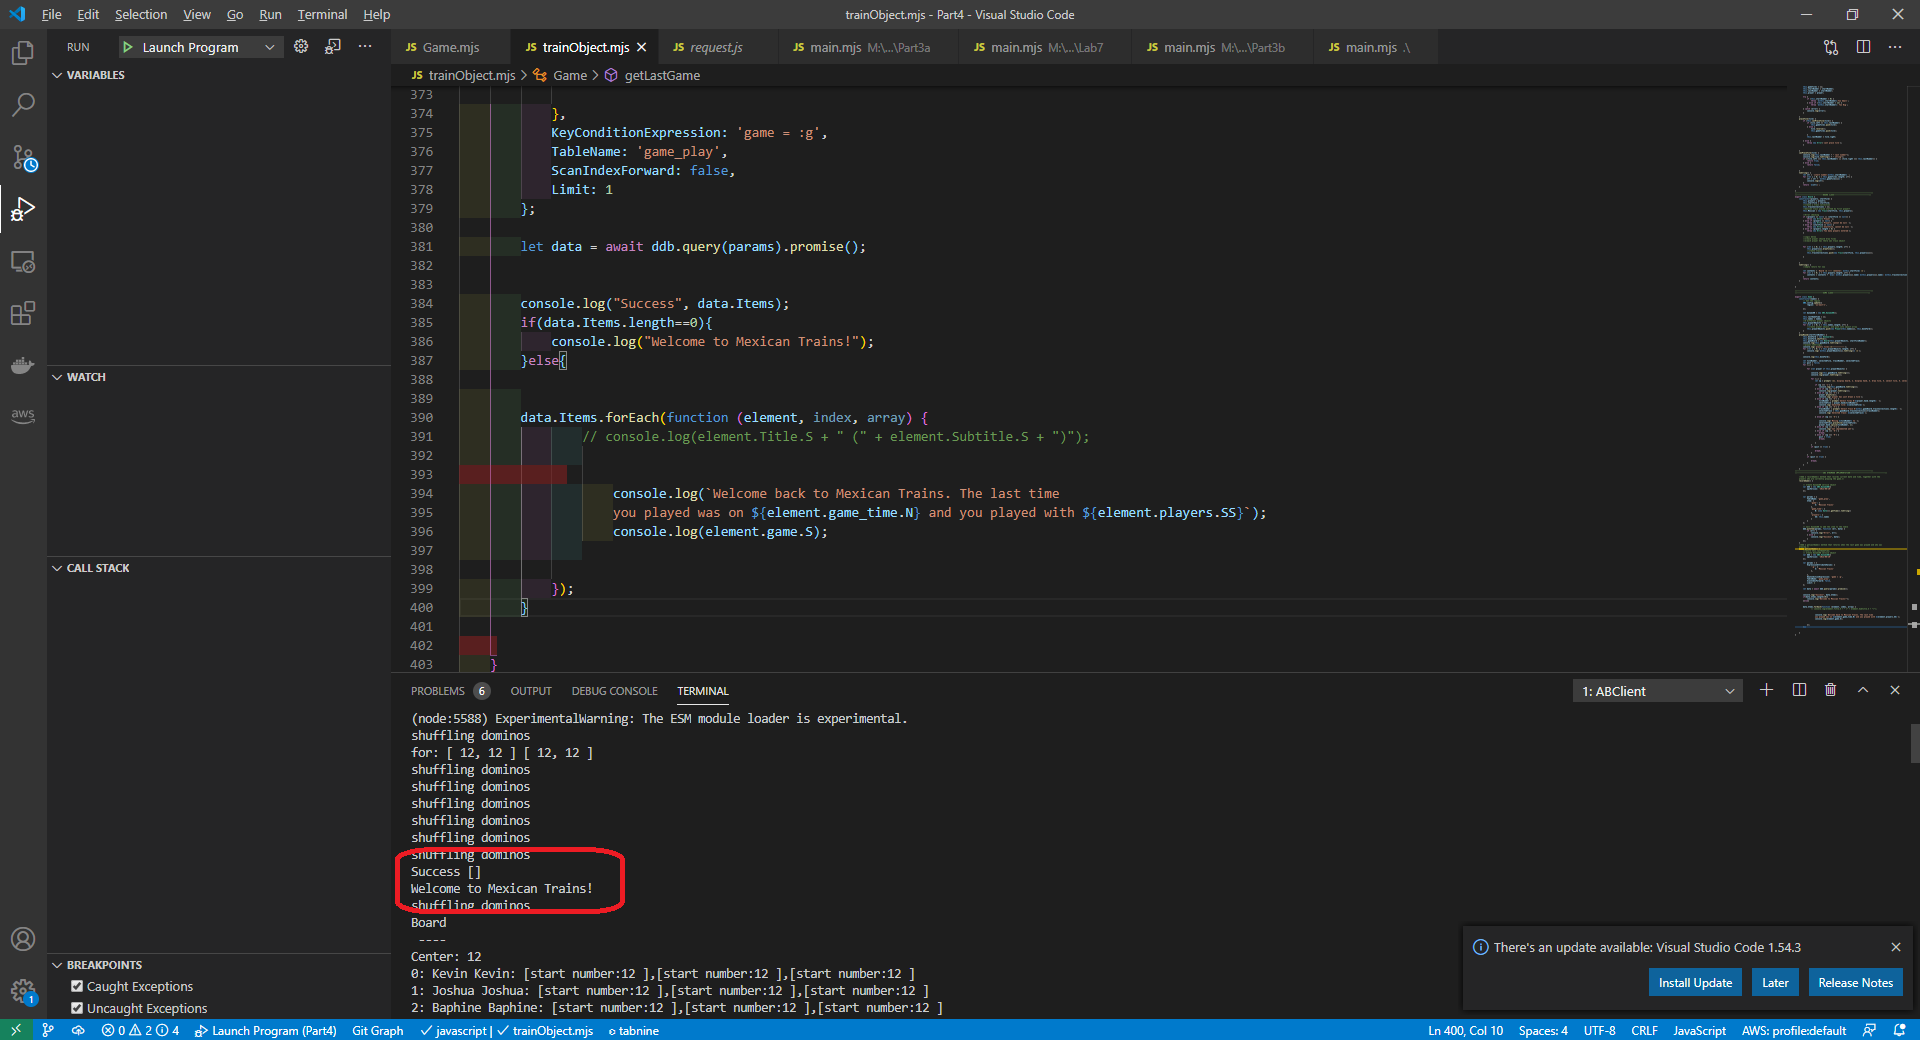 File Edit Selection View Go Run Terminal Help
trainObject.mjs - Part4 - Visual Studio Code
RUN Launch Program
JS Game.mjs JS trainObject.mjs JS request.js JS main.mjs M:\...\Part3a JS main.mjs M:\...\Lab7 JS main.mjs M:\...\Part3b JS main.mjs .\
JS trainObject.mjs > Game > getLastGame
VARIABLES
WATCH
CALL STACK
BREAKPOINTS
Caught Exceptions
Uncaught Exceptions
aws
1
373
374 },
375 KeyConditionExpression: 'game = :g',
376 TableName: 'game_play',
377 ScanIndexForward: false,
378 Limit: 1
379 };
380
381 let data = await ddb.query(params).promise();
382
383
384 console.log("Success", data.Items);
385 if(data.Items.length==0){
386 console.log("Welcome to Mexican Trains!");
387 }else{
388
389
390 data.Items.forEach(function (element, index, array) {
391 // console.log(element.Title.S + " (" + element.Subtitle.S + ")");
392
393
394 console.log(`Welcome back to Mexican Trains. The last time
395 you played was on ${element.game_time.N} and you played with ${element.players.SS}`);
396 console.log(element.game.S);
397
398
399 });
400 }
401
402
403 }
PROBLEMS 6 OUTPUT DEBUG CONSOLE TERMINAL
1: ABClient
(node:5588) ExperimentalWarning: The ESM module loader is experimental.
shuffling dominos
for: [ 12, 12 ] [ 12, 12 ]
shuffling dominos
shuffling dominos
shuffling dominos
shuffling dominos
shuffling dominos
shuffling dominos
Success []
Welcome to Mexican Trains!
shuffling dominos
Board
----
Center: 12
0: Kevin Kevin: [start number:12 ],[start number:12 ],[start number:12 ]
1: Joshua Joshua: [start number:12 ],[start number:12 ],[start number:12 ]
2: Baphine Baphine: [start number:12 ],[start number:12 ],[start number:12 ]
There's an update available: Visual Studio Code 1.54.3
Install Update Later Release Notes
0 2 4 Launch Program (Part4) Git Graph javascript | trainObject.mjs tabnine Ln 400, Col 10 Spaces: 4 UTF-8 CRLF JavaScript AWS: profile:default